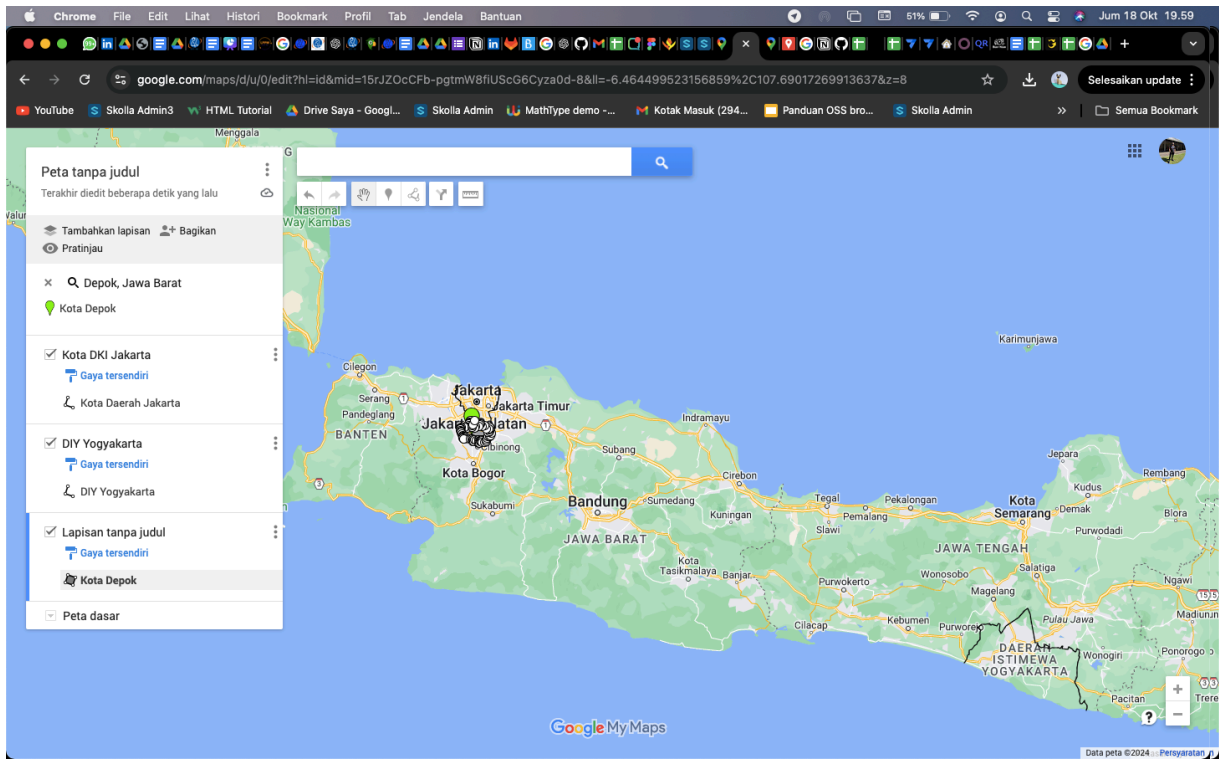 Chrome File Edit Lihat Histori Bookmark Profil Tab Jendela Bantuan 51% Jum 18 Okt 19.59
google.com/maps/d/u/0/edit?hl=id&mid=15rJZOcCFb-pgtmW8fiUScG6Cyza0d-8&ll=-6.464499523156859%2C107.69017269913637&z=8 Selesaikan update
YouTube Skolla Admin3 HTML Tutorial Drive Saya - Googl... Skolla Admin MathType demo -... Kotak Masuk (294... Panduan OSS bro... Skolla Admin » Semua Bookmark
Menggala
Peta tanpa judul
Terakhir diedit beberapa detik yang lalu
Nasional
Way Kambas
Tambahkan lapisan Bagikan
Pratinjau
Depok, Jawa Barat
Kota Depok
Kota DKI Jakarta
Gaya tersendiri
Kota Daerah Jakarta
DIY Yogyakarta
Gaya tersendiri
DIY Yogyakarta
Lapisan tanpa judul
Gaya tersendiri
Kota Depok
Peta dasar
Karimunjawa
Cilegon
Serang
Jakarta
Jakarta Timur
Pandeglang
BANTEN
Indramayu
Subang
Kota Bogor
Cirebon
Jepara
Rembang
Kudus
Sukabumi
Bandung
Sumedang
Kuningan
Tegal
Pekalongan
Pemalang
Slawi
Kota
Semarang
Demak
Blora
Purwodadi
JAWA BARAT
JAWA TENGAH
Kota
Tasikmalaya
Banjar
Purwokerto
Wonosobo
Salatiga
Magelang
Ngawi
Cilacap
Kebumen
Purworejo
Pulau Jawa
Madiun
DAERAH
ISTIMEWA
YOGYAKARTA
Wonogiri
Ponorogo
Pacitan
Google My Maps
Data peta ©2024 Persyaratan